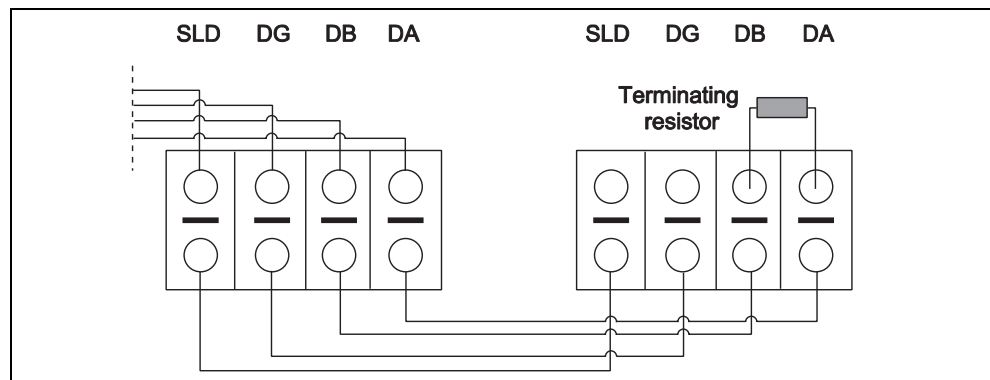 SLD DG DB DA SLD DG DB DA
Terminating
resistor